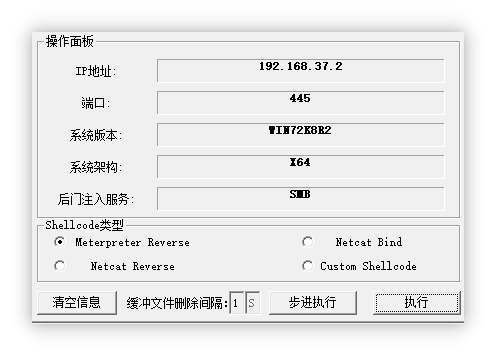 操作面板
IP地址: 192.168.37.2
端口: 445
系统版本: WIN72K8R2
系统架构: X64
后门注入服务: SMB
Shellcode类型
Meterpreter Reverse Netcat Bind
Netcat Reverse Custom Shellcode
清空信息 缓冲文件删除间隔: 1 S 步进执行 执行